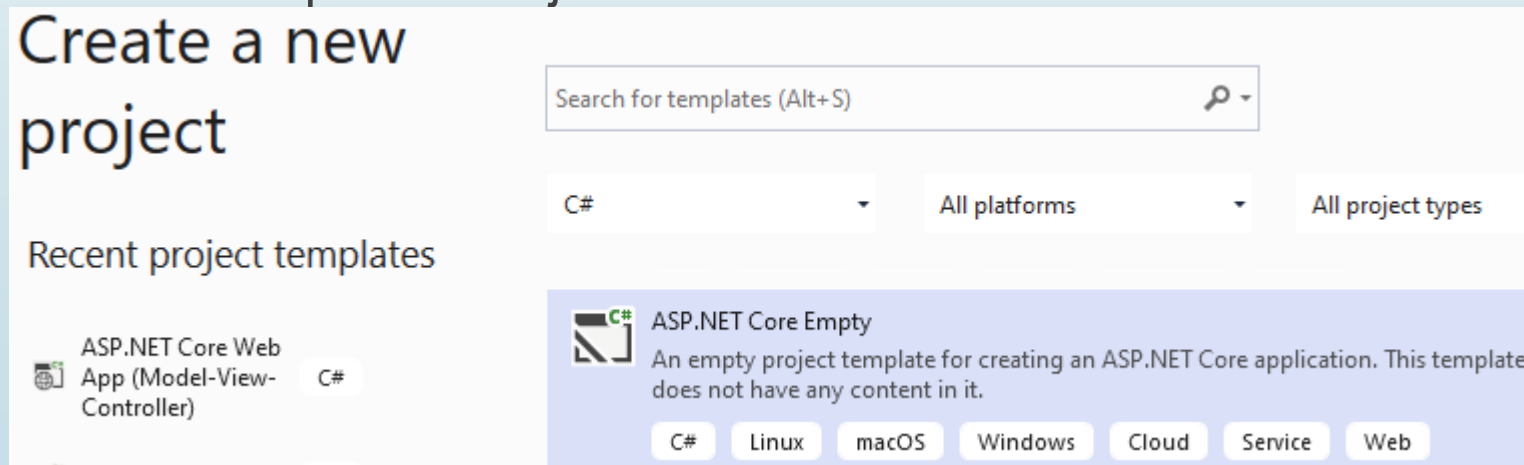 Create a new
project
Search for templates (Alt+S)
C#
All platforms
All project types
Recent project templates
ASP.NET Core Web
App (Model-View-
Controller)
C#
C#
ASP.NET Core Empty
An empty project template for creating an ASP.NET Core application. This template
does not have any content in it.
C# Linux macOS Windows Cloud Service Web